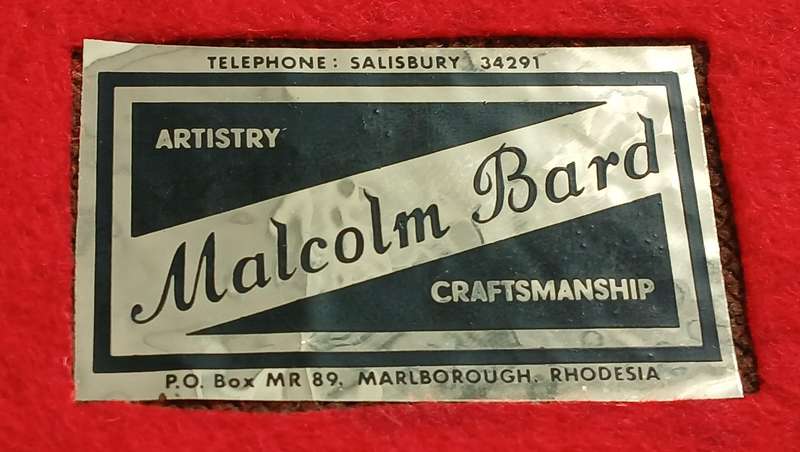 TELEPHONE: SALISBURY 34291
ARTISTRY
Malcolm Bard
CRAFTSMANSHIP
P.O. Box MR 89, MARLBOROUGH, RHODESIA